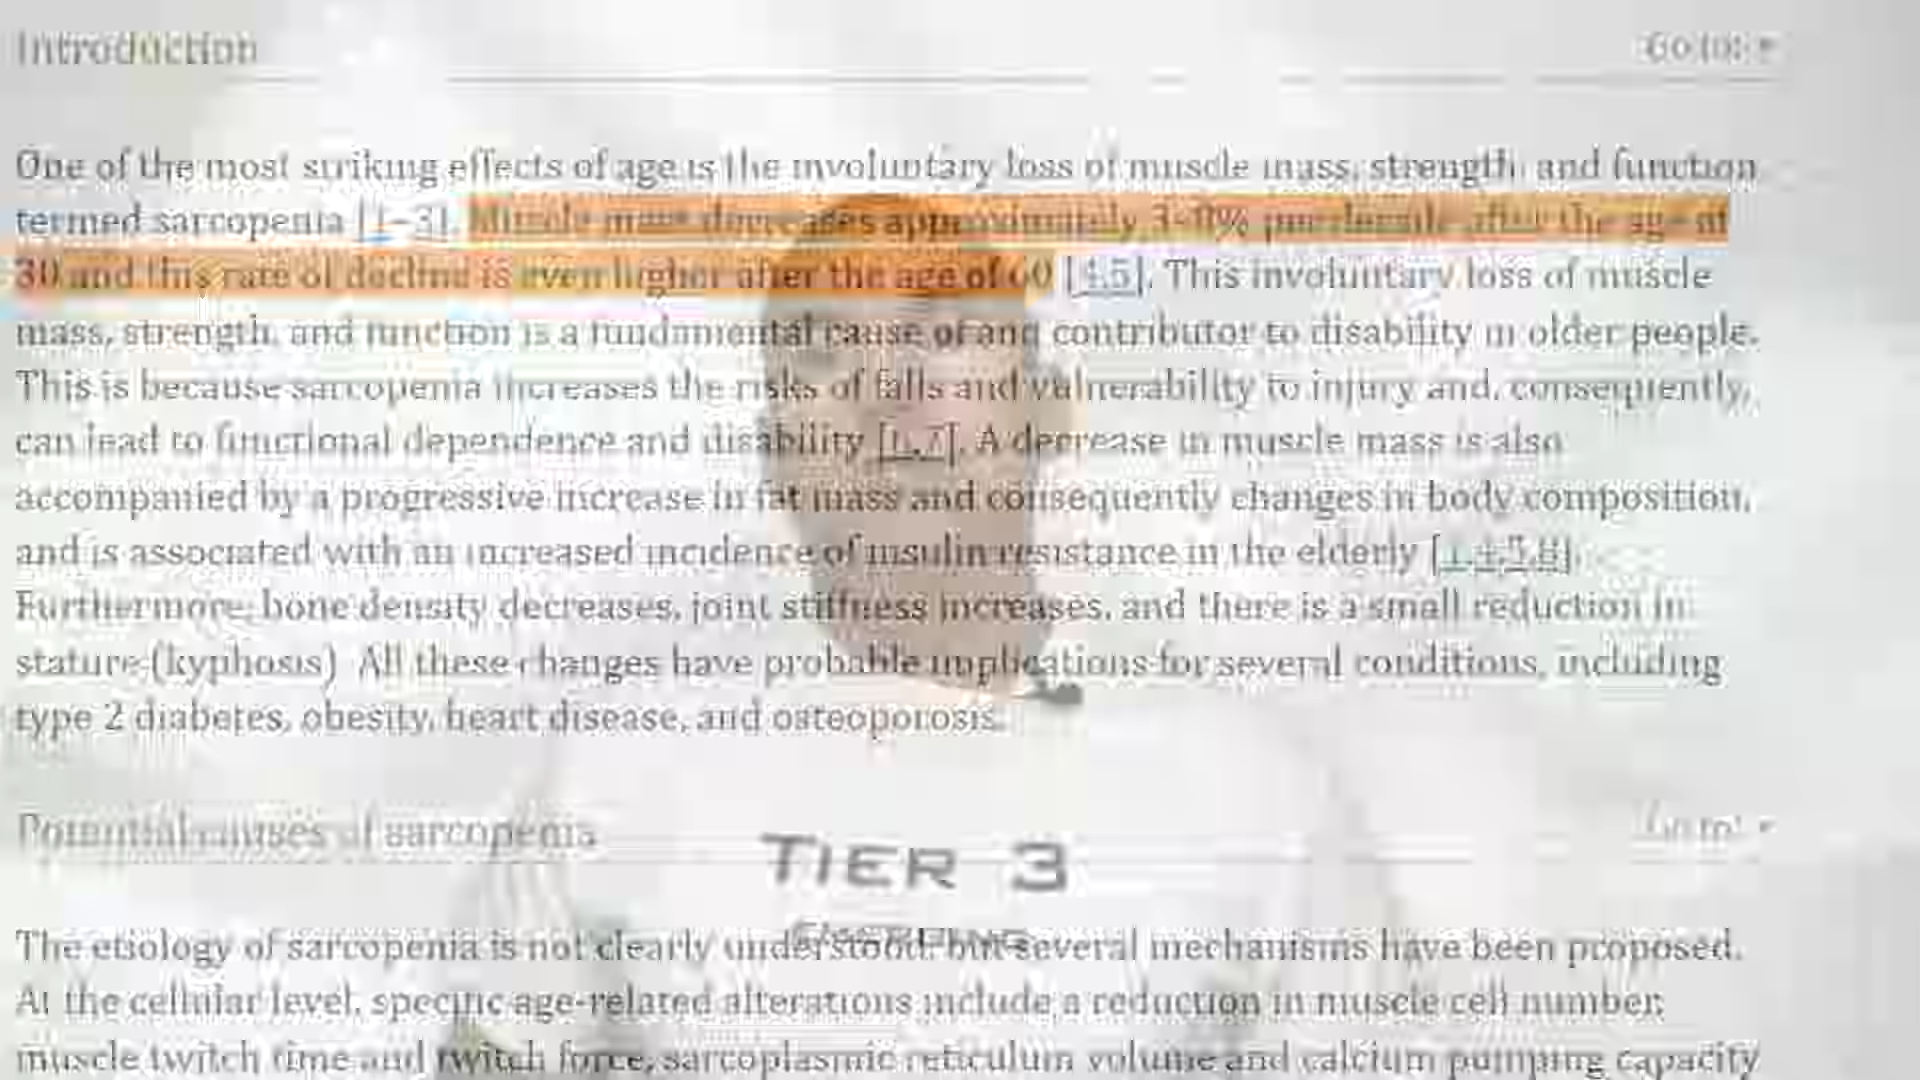 Introduction
Go to:
One of the most striking effects of age is the involuntary loss of muscle mass, strength, and function
termed sarcopenia [1–3]. Muscle mass decreases approximately 3–8% per decade after the age of
30 and this rate of decline is even higher after the age of 60 [4,5]. This involuntary loss of muscle
mass, strength, and function is a fundamental cause of and contributor to disability in older people.
This is because sarcopenia increases the risks of falls and vulnerability to injury and, consequently,
can lead to functional dependence and disability [6,7]. A decrease in muscle mass is also
accompanied by a progressive increase in fat mass and consequently changes in body composition,
and is associated with an increased incidence of insulin resistance in the elderly
Furthermore, bone density decreases, joint stiffness increases, and there is a small reduction in
stature (kyphosis). All these changes have probable implications for several conditions, including
type 2 diabetes, obesity, heart disease, and osteoporosis.
Potential causes of sarcopenia
Go to:
TIER 3
The etiology of sarcopenia is not clearly understood, but several mechanisms have been proposed.
At the cellular level, specific age-related alterations include a reduction in muscle cell number,
muscle twitch time and twitch force, sarcoplasmic reticulum volume and calcium pumping capacity